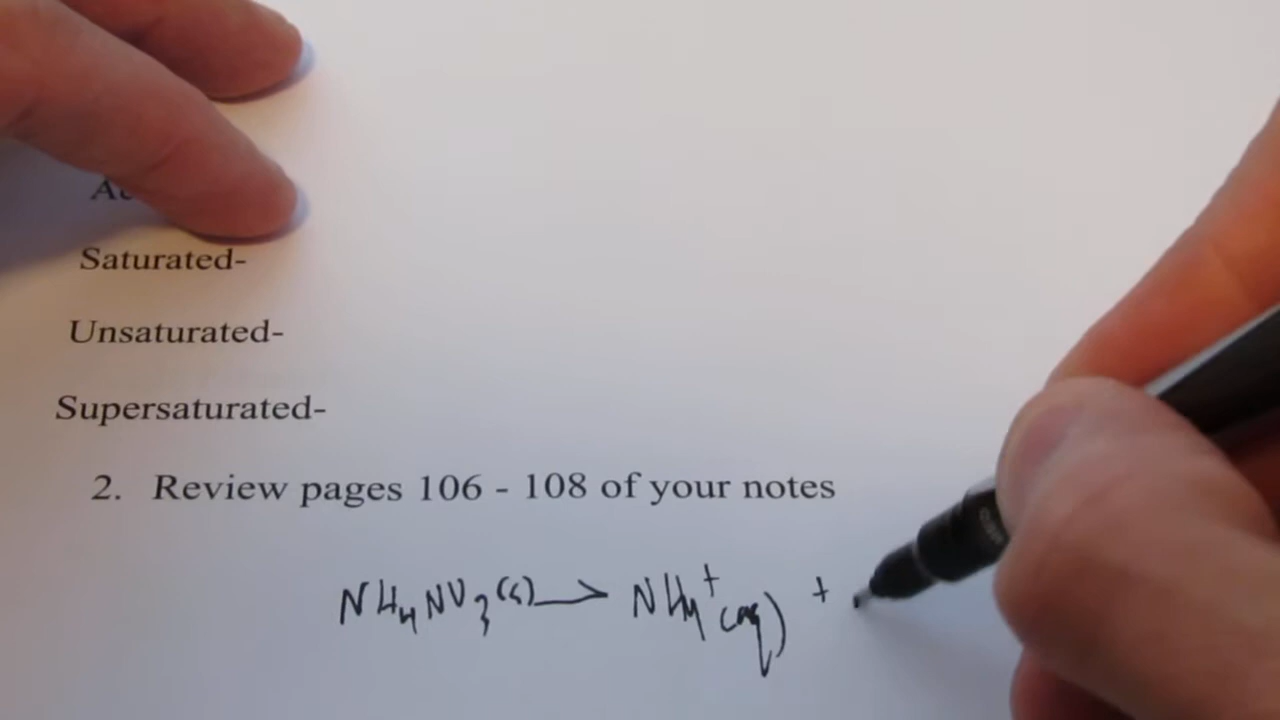 Saturated-
Unsaturated-
Supersaturated-
2. Review pages 106 - 108 of your notes
NH₄NO₃(s) → NH₄⁺(aq) +